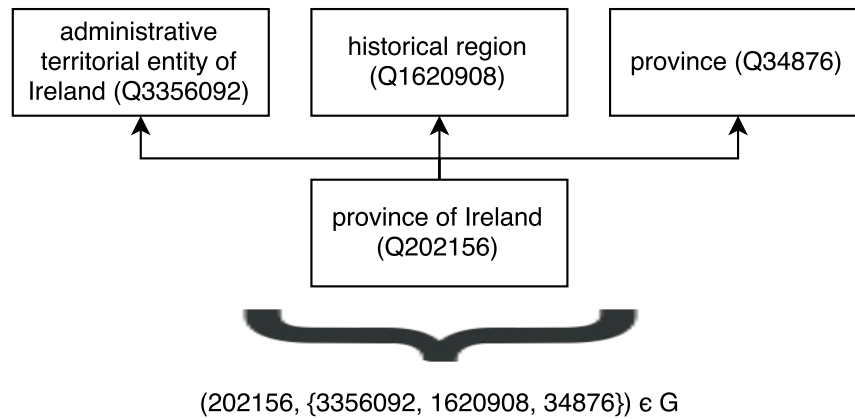 administrative
territorial entity of
Ireland (Q3356092)
historical region
(Q1620908)
province (Q34876)
province of Ireland
(Q202156)
(202156, {3356092, 1620908, 34876}) є G